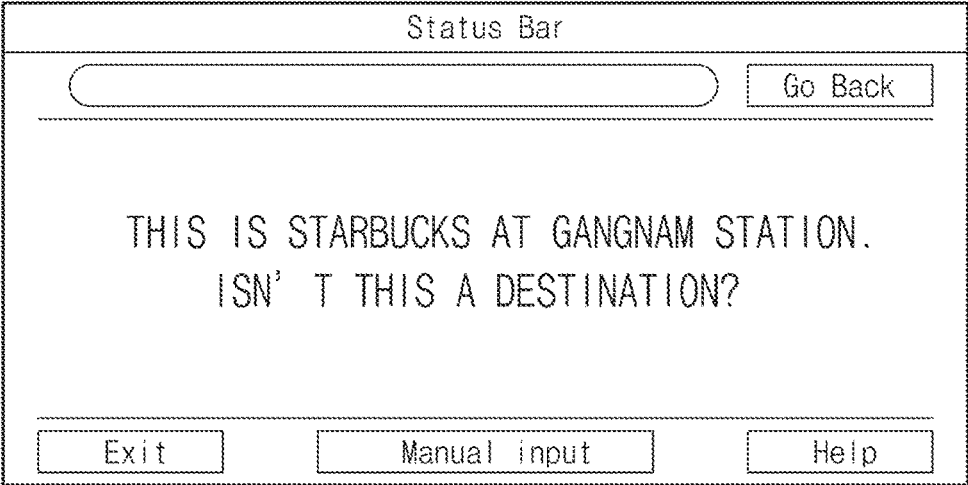 Status Bar
Go Back
THIS IS STARBUCKS AT GANGNAM STATION.
ISN' T THIS A DESTINATION?
Exit
Manual input
Help